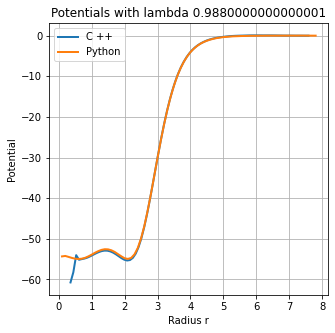 Potentials with lambda 0.9880000000000001
C ++
Python
Potential
0
−10
−20
−30
−40
−50
−60
0 1 2 3 4 5 6 7 8
Radius r